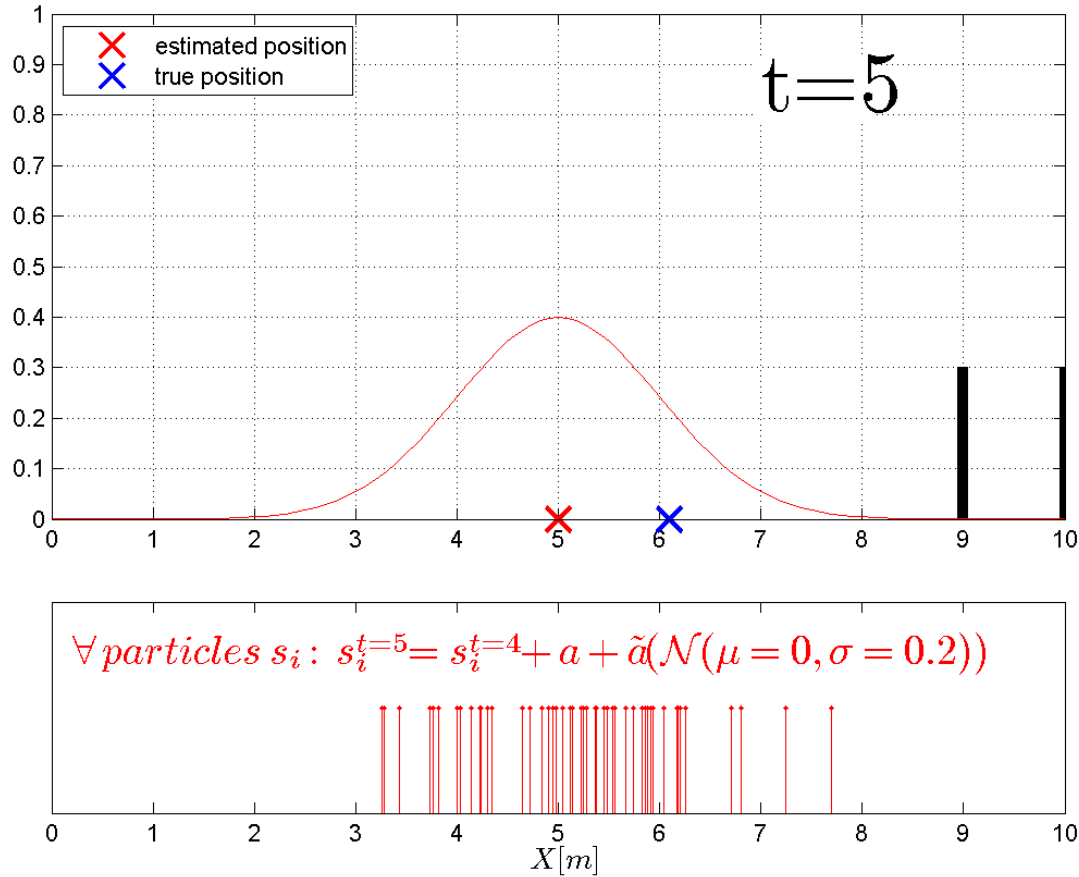 1
estimated position
true position
t=5
0.9
0.8
0.7
0.6
0.5
0.4
0.3
0.2
0.1
0
0 1 2 3 4 5 6 7 8 9 10
∀ particles s_i: s_i^{t=5} = s_i^{t=4} + a + ã(𝒩(μ = 0, σ = 0.2))
0 1 2 3 4 5 6 7 8 9 10
X[m]